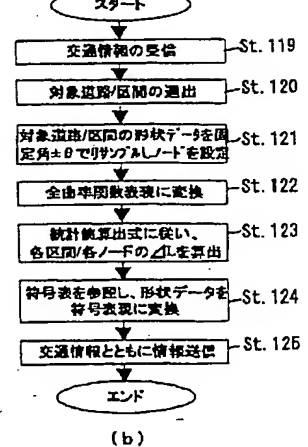 スタート
交通情報の受信
St.119
対象道路/区間の選出
St.120
対象道路/区間の形状データを固
定角±θでリサンプルしノードを設定
St.121
全曲率関数表現に変換
St.122
統計値算出式に従い、
各区間/各ノードの⊿Lを算出
St.123
符号表を参照し、形状データを
符号表現に変換
St.124
交通情報とともに情報送信
St.125
エンド
(b)